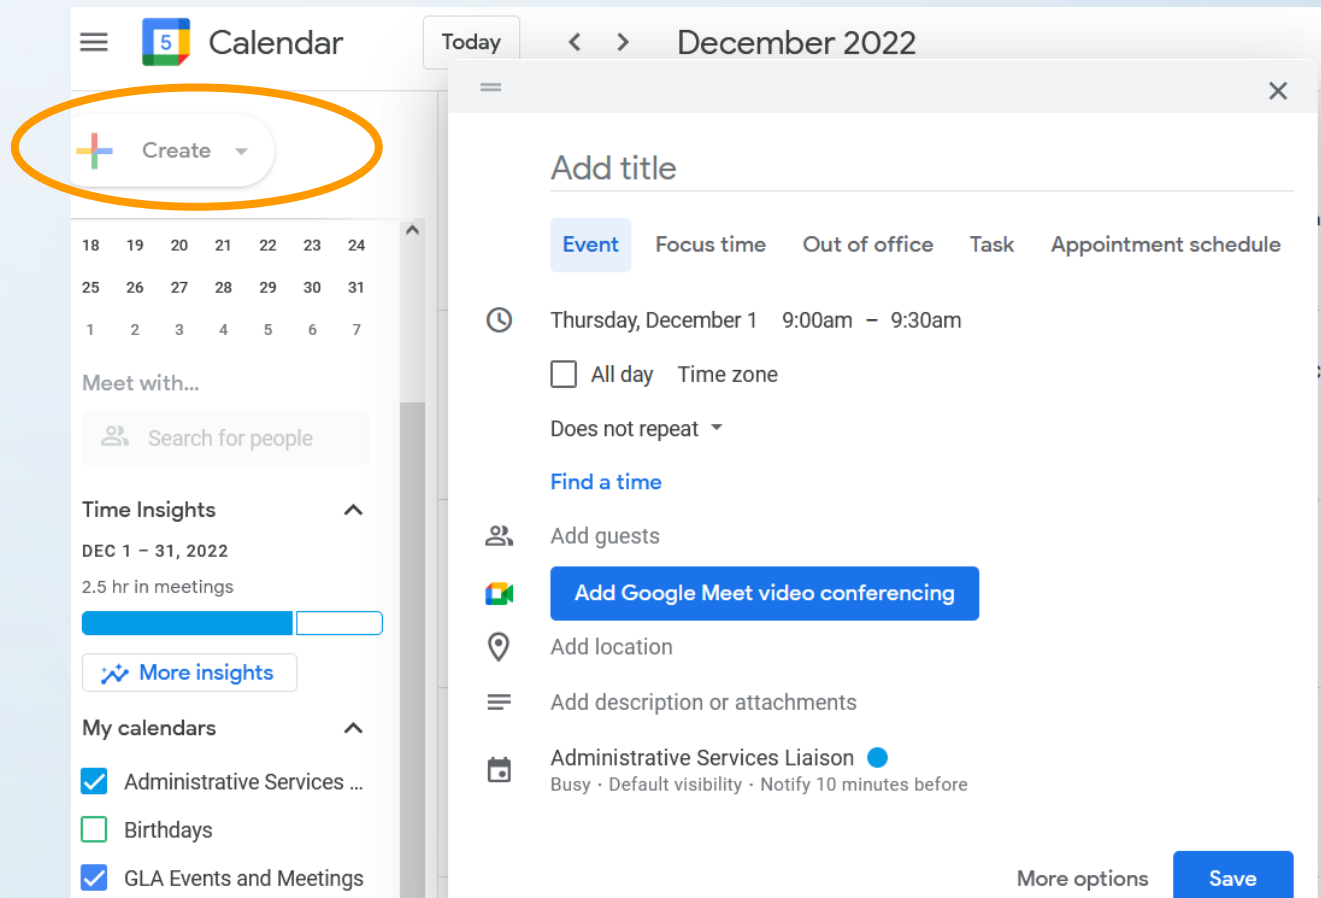 5 Calendar Today December 2022
Create
18 19 20 21 22 23 24
25 26 27 28 29 30 31
1 2 3 4 5 6 7
Meet with...
Search for people
Time Insights
DEC 1 – 31, 2022
2.5 hr in meetings
More insights
My calendars
Administrative Services ...
Birthdays
GLA Events and Meetings
Add title
Event Focus time Out of office Task Appointment schedule
Thursday, December 1 9:00am – 9:30am
All day Time zone
Does not repeat
Find a time
Add guests
Add Google Meet video conferencing
Add location
Add description or attachments
Administrative Services Liaison
Busy · Default visibility · Notify 10 minutes before
More options Save